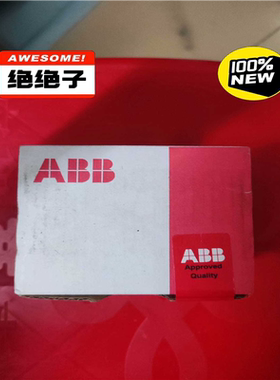 AWESOME!
绝绝子
100%
NEW
ABB
ABB
Approved
Quality